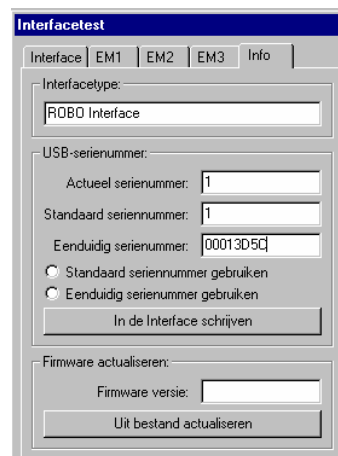 Interfacetest
Interface EM1 EM2 EM3 Info
Interfacetype:
ROBO Interface
USB-serienummer:
Actueel serienummer: 1
Standaard seriennummer: 1
Eenduidig serienummer: 00013D5C
Standaard seriennummer gebruiken
Eenduidig serienummer gebruiken
In de Interface schrijven
Firmware actualiseren:
Firmware versie:
Uit bestand actualiseren